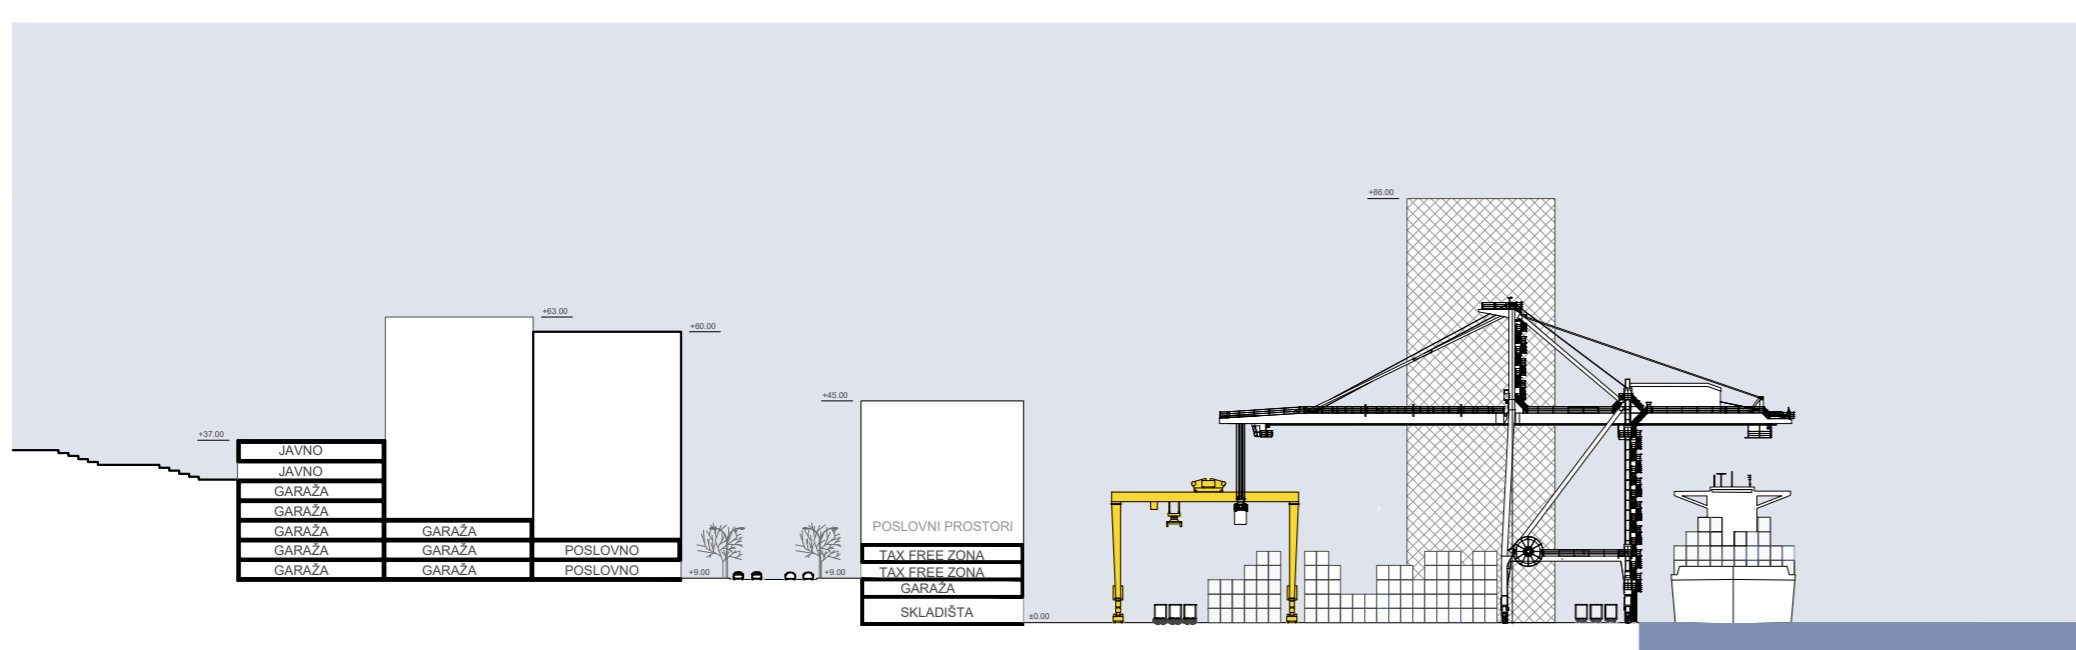 +86.00
+63.00
+60.00
+45.00
+37.00
JAVNO
JAVNO
GARAŽA
GARAŽA
GARAŽA GARAŽA
GARAŽA GARAŽA POSLOVNO
GARAŽA GARAŽA POSLOVNO
+9.00 +9.00
POSLOVNI PROSTORI
TAX FREE ZONA
TAX FREE ZONA
GARAŽA
SKLADIŠTA
±0.00